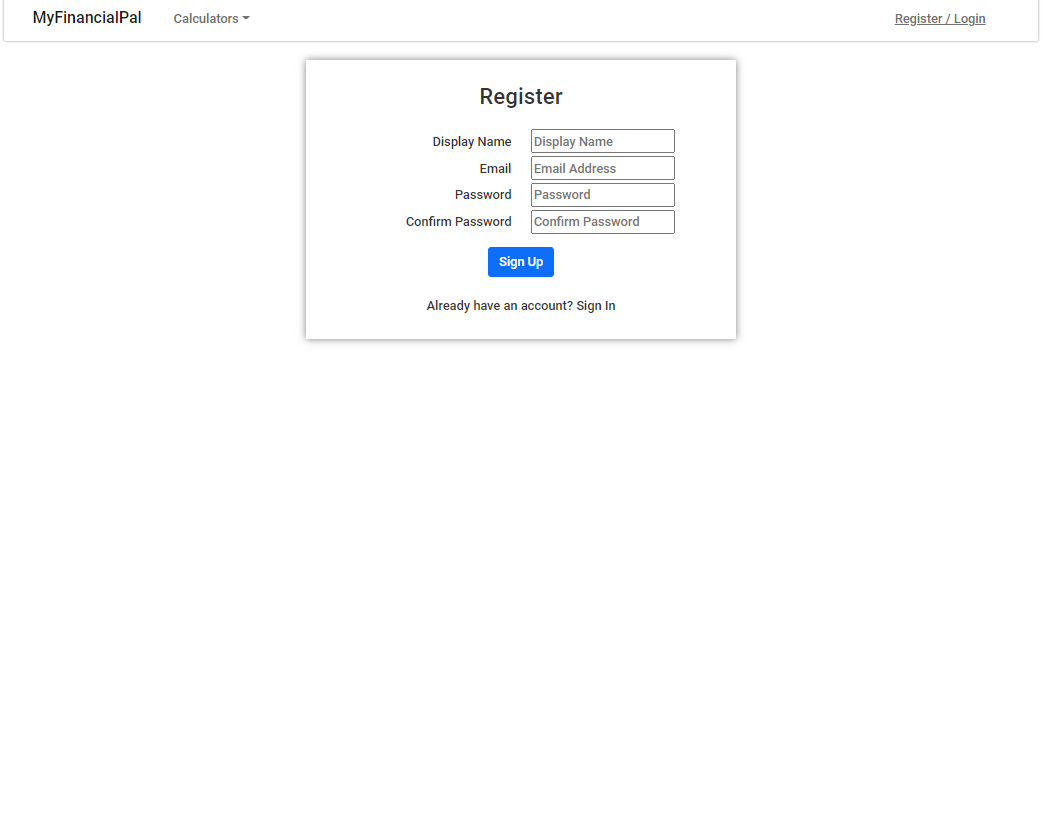 MyFinancialPal Calculators Register / Login
Register
Display Name Display Name
Email Email Address
Password Password
Confirm Password Confirm Password
Sign Up
Already have an account? Sign In